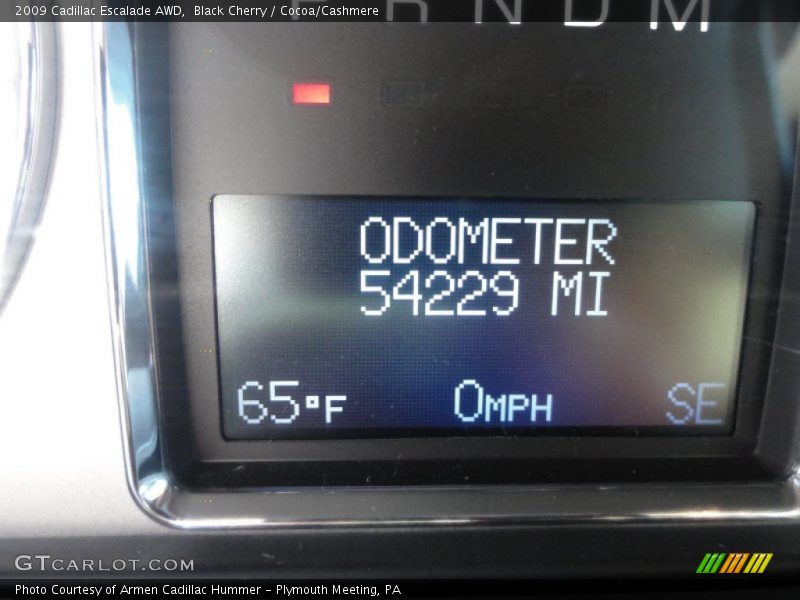 2009 Cadillac Escalade AWD, Black Cherry / Cocoa/Cashmere
P R N D M
ODOMETER
54229 MI
65°F 0MPH SE
GTCARLOT.COM
Photo Courtesy of Armen Cadillac Hummer - Plymouth Meeting, PA